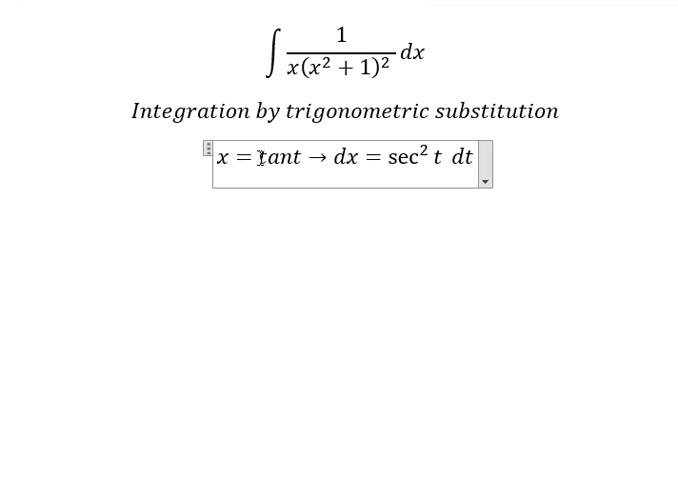 ∫ 1/(x(x² + 1)²) dx
Integration by trigonometric substitution
x = tant → dx = sec² t dt